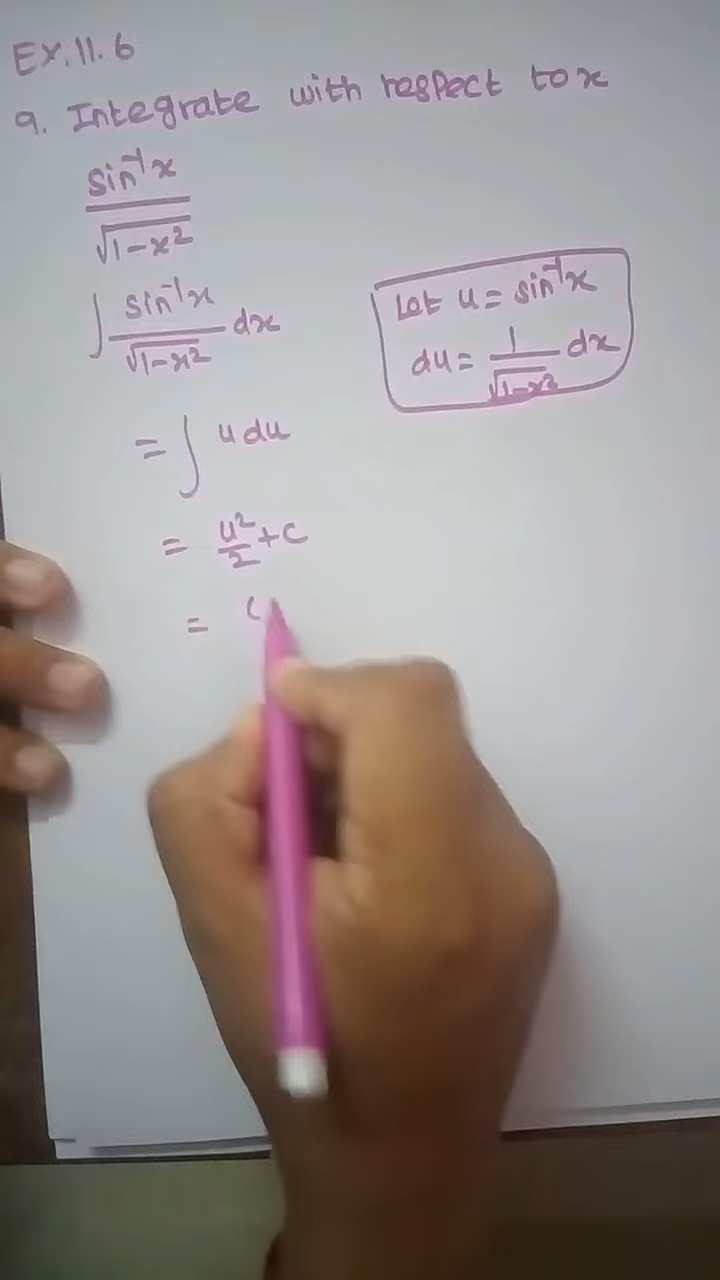 Ex.11.6
9. Integrate with respect to x
sin⁻¹x
√1-x²
∫ sin⁻¹x / √1-x² dx
Let u = sin⁻¹x
du = 1 / √1-x² dx
= ∫ u du
= u²/2 + c
= (